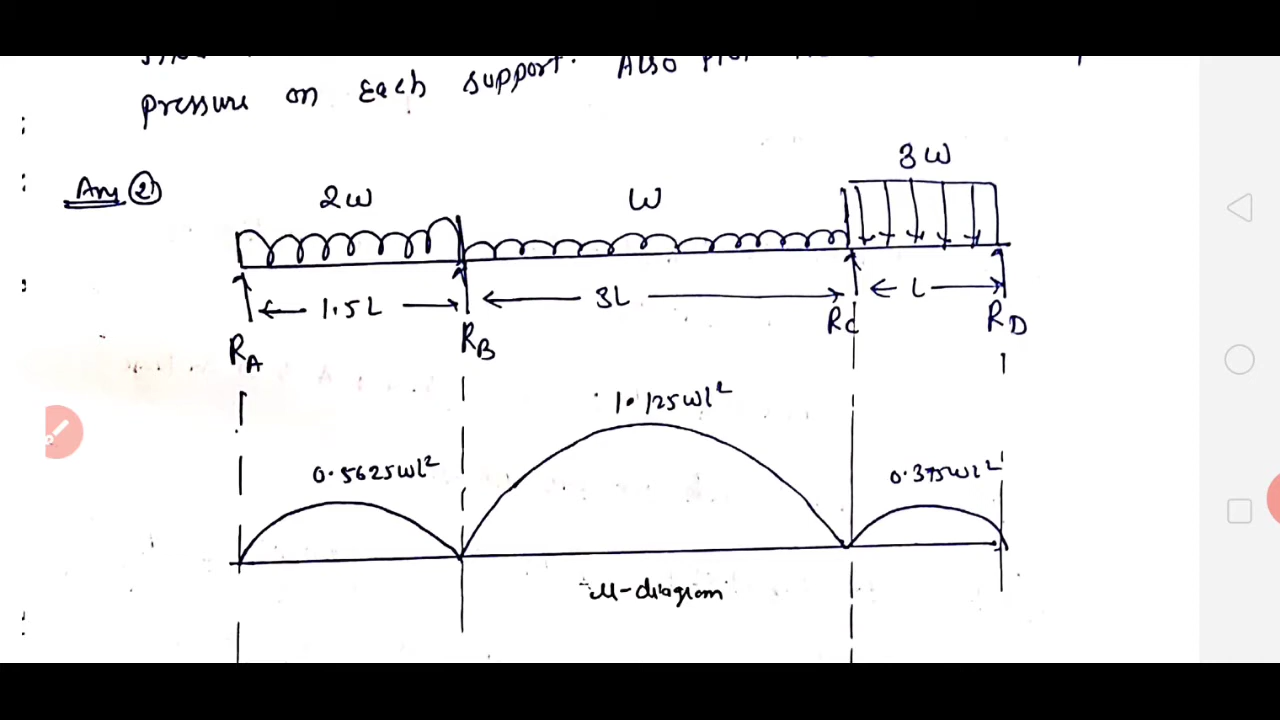 pressure on Each support. Also
Ans 2
2w
w
3w
1.5L
3L
L
RA
RB
RC
RD
0.5625wl²
1.125wl²
0.375wl²
M-diagram